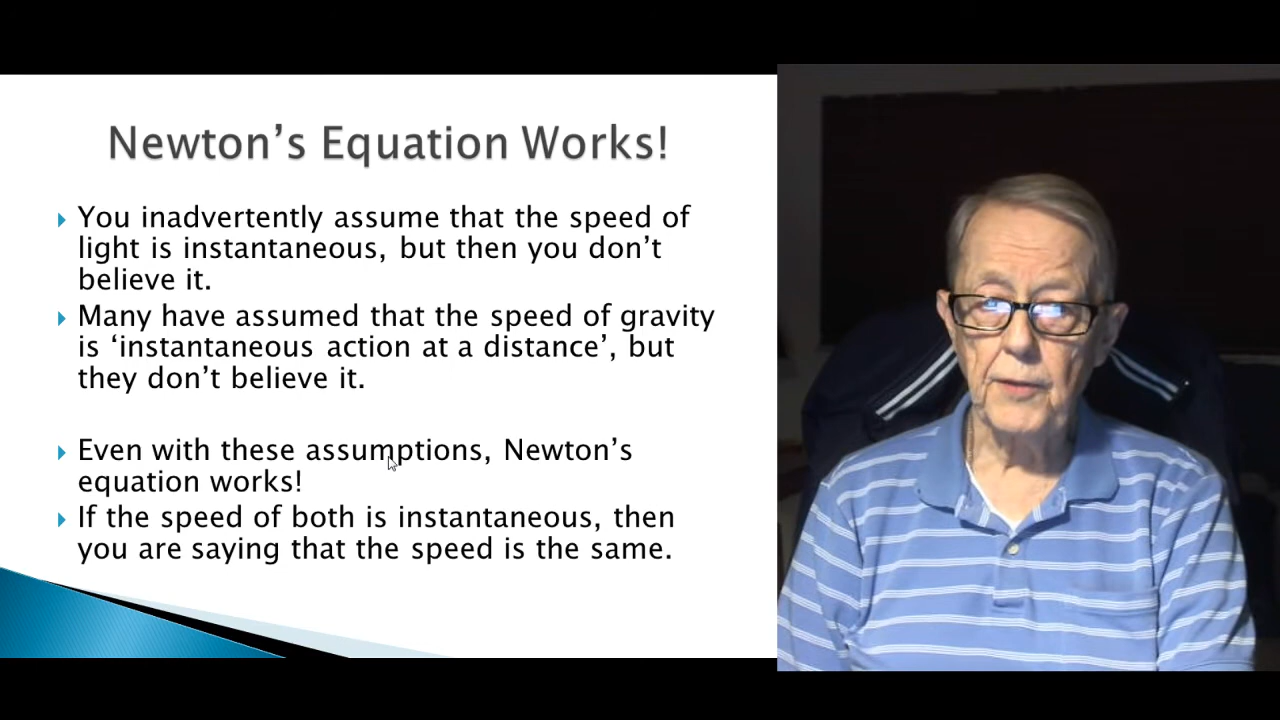 Newton’s Equation Works!
You inadvertently assume that the speed of
light is instantaneous, but then you don’t
believe it.
Many have assumed that the speed of gravity
is ‘instantaneous action at a distance’, but
they don’t believe it.
Even with these assumptions, Newton’s
equation works!
If the speed of both is instantaneous, then
you are saying that the speed is the same.